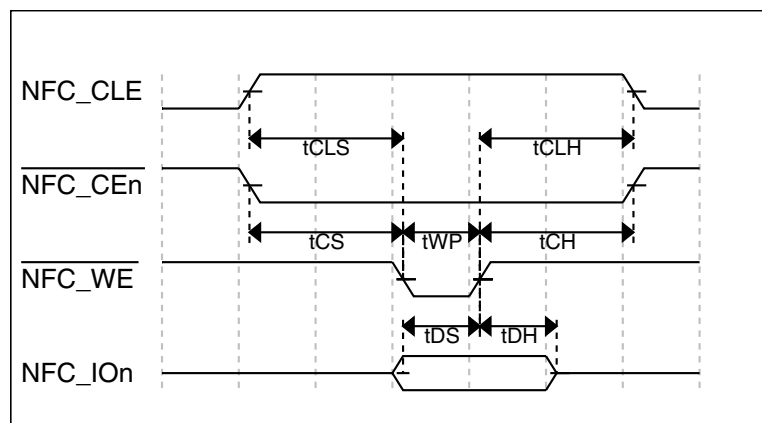 NFC_CLE
tCLS tCLH
NFC_CEn
tCS tWP tCH
NFC_WE
tDS tDH
NFC_IOn